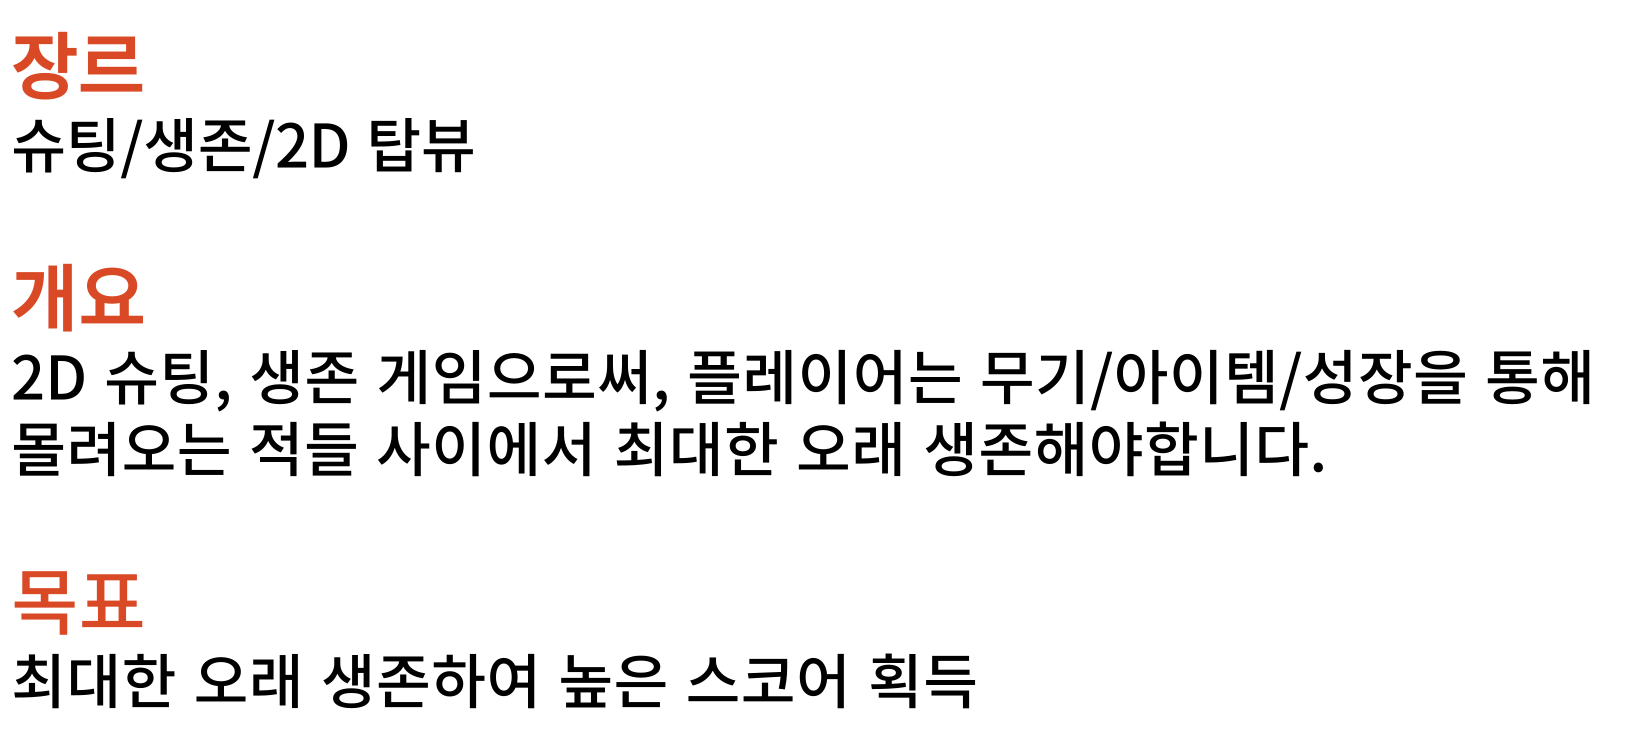 장르
슈팅/생존/2D 탑뷰
개요
2D 슈팅, 생존 게임으로써, 플레이어는 무기/아이템/성장을 통해
몰려오는 적들 사이에서 최대한 오래 생존해야합니다.
목표
최대한 오래 생존하여 높은 스코어 획득